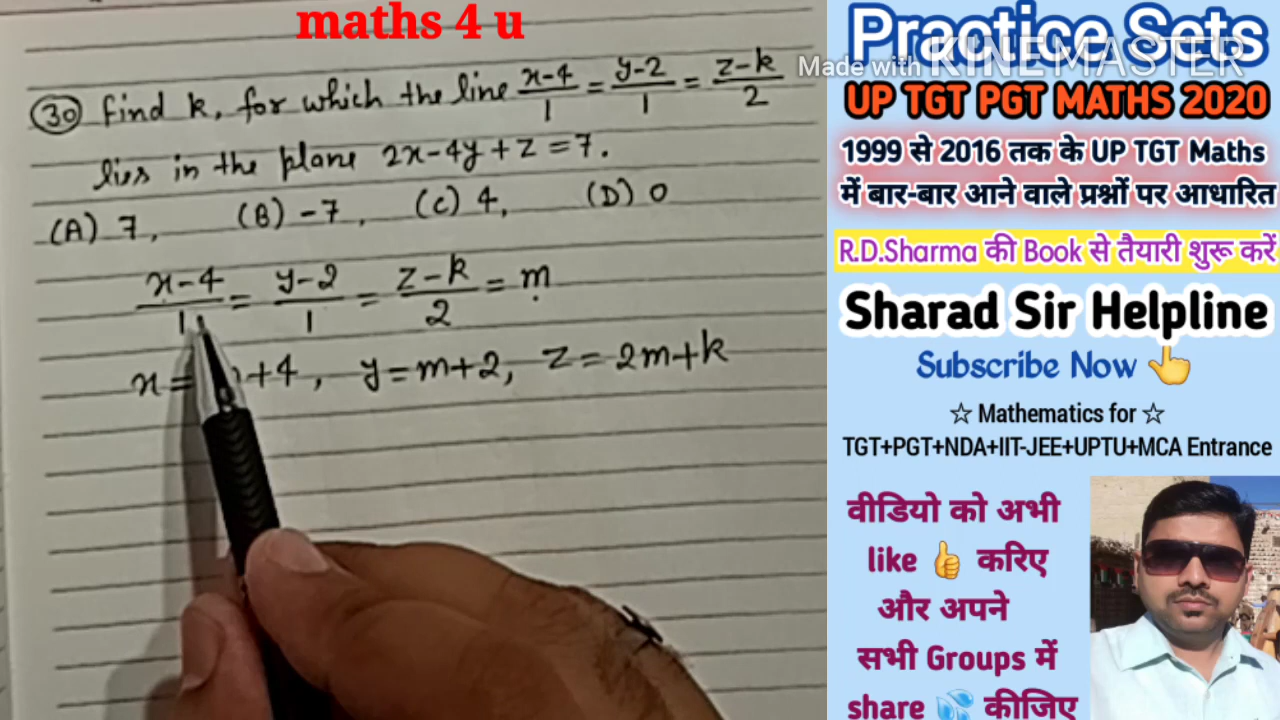 maths 4 u
(30) Find k, for which the line x-4/1 = y-2/1 = z-k/2
lies in the plane 2x-4y+z=7.
(A) 7, (B) -7, (C) 4, (D) 0
x-4/1 = y-2/1 = z-k/2 = m
x = +4, y=m+2, z = 2m+k
Practice Sets
Made with KINEMASTER
UP TGT PGT MATHS 2020
1999 से 2016 तक के UP TGT Maths
में बार-बार आने वाले प्रश्नों पर आधारित
R.D.Sharma की Book से तैयारी शुरू करें
Sharad Sir Helpline
Subscribe Now 👆
☆ Mathematics for ☆
TGT+PGT+NDA+IIT-JEE+UPTU+MCA Entrance
वीडियो को अभी
like 👍 करिए
और अपने
सभी Groups में
share 💦 कीजिए